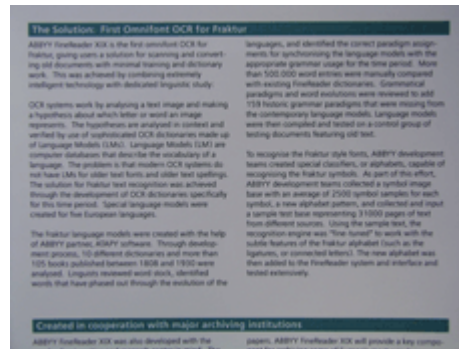 The Solution: First Omnifont OCR for Fraktur
ABBYY FineReader XIX is the first omnifont OCR for
Fraktur, giving users a solution for scanning and convert-
ing old documents with minimal training and dictionary
work. This was achieved by combining extremely
intelligent technology with dedicated linguistic study:
OCR systems work by analysing a text image and making
a hypothesis about which letter or word an image
represents. The hypotheses are analysed in context and
verified by use of sophisticated OCR dictionaries made up
of Language Models (LMs). Language Models (LM) are
computer databases that describe the vocabulary of a
language. The problem is that modern OCR systems do
not have LMs for older text fonts and older text spellings.
The solution for Fraktur text recognition was achieved
through the development of OCR dictionaries specifically
for this time period. Special language models were
created for five European languages.
The Fraktur language models were created with the help
of ABBYY partner, ATAPY software. Through develop-
ment process, 10 different dictionaries and more than
105 books published between 1808 and 1930 were
analysed. Linguists reviewed word stock, identified
words that have phased out through the evolution of the
languages, and identified the correct paradigm assign-
ments for synchronising the language models with the
appropriate grammar usage for the time period. More
than 500.000 word entries were manually compared
with existing FineReader dictionaries. Grammatical
paradigms and word evolutions were reviewed to add
159 historic grammar paradigms that were missing from
the contemporary language models. Language models
were then compiled and tested on a control group of
testing documents featuring old text.
To recognise the Fraktur style fonts, ABBYY development
teams created special classifiers, or alphabets, capable of
recognising the Fraktur symbols. As part of this effort,
ABBYY development teams collected a symbol image
base with an average of 2500 symbol samples for each
symbol, a new alphabet pattern, and collected and input
a sample test base representing 31000 pages of text
from different sources. Using the sample text, the
recognition engine was "fine tuned" to work with the
subtle features of the Fraktur alphabet (such as the
ligatures, or connected letters). The new alphabet was
then added to the FineReader system and interface and
tested extensively.
Created in cooperation with major archiving institutions
ABBYY FineReader XIX was also developed with the
papers. ABBYY FineReader XIX will provide a key compo-